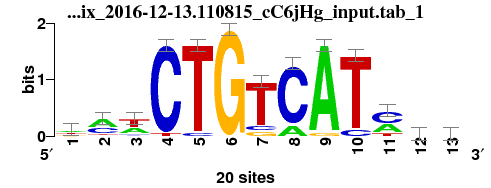 ...ix_2016-12-13.110815_cC6jHg_input.tab_1
2
bits
1
0
CTGTCAT
1 2 3 4 5 6 7 8 9 10 11 12 13
5′ 3′
20 sites